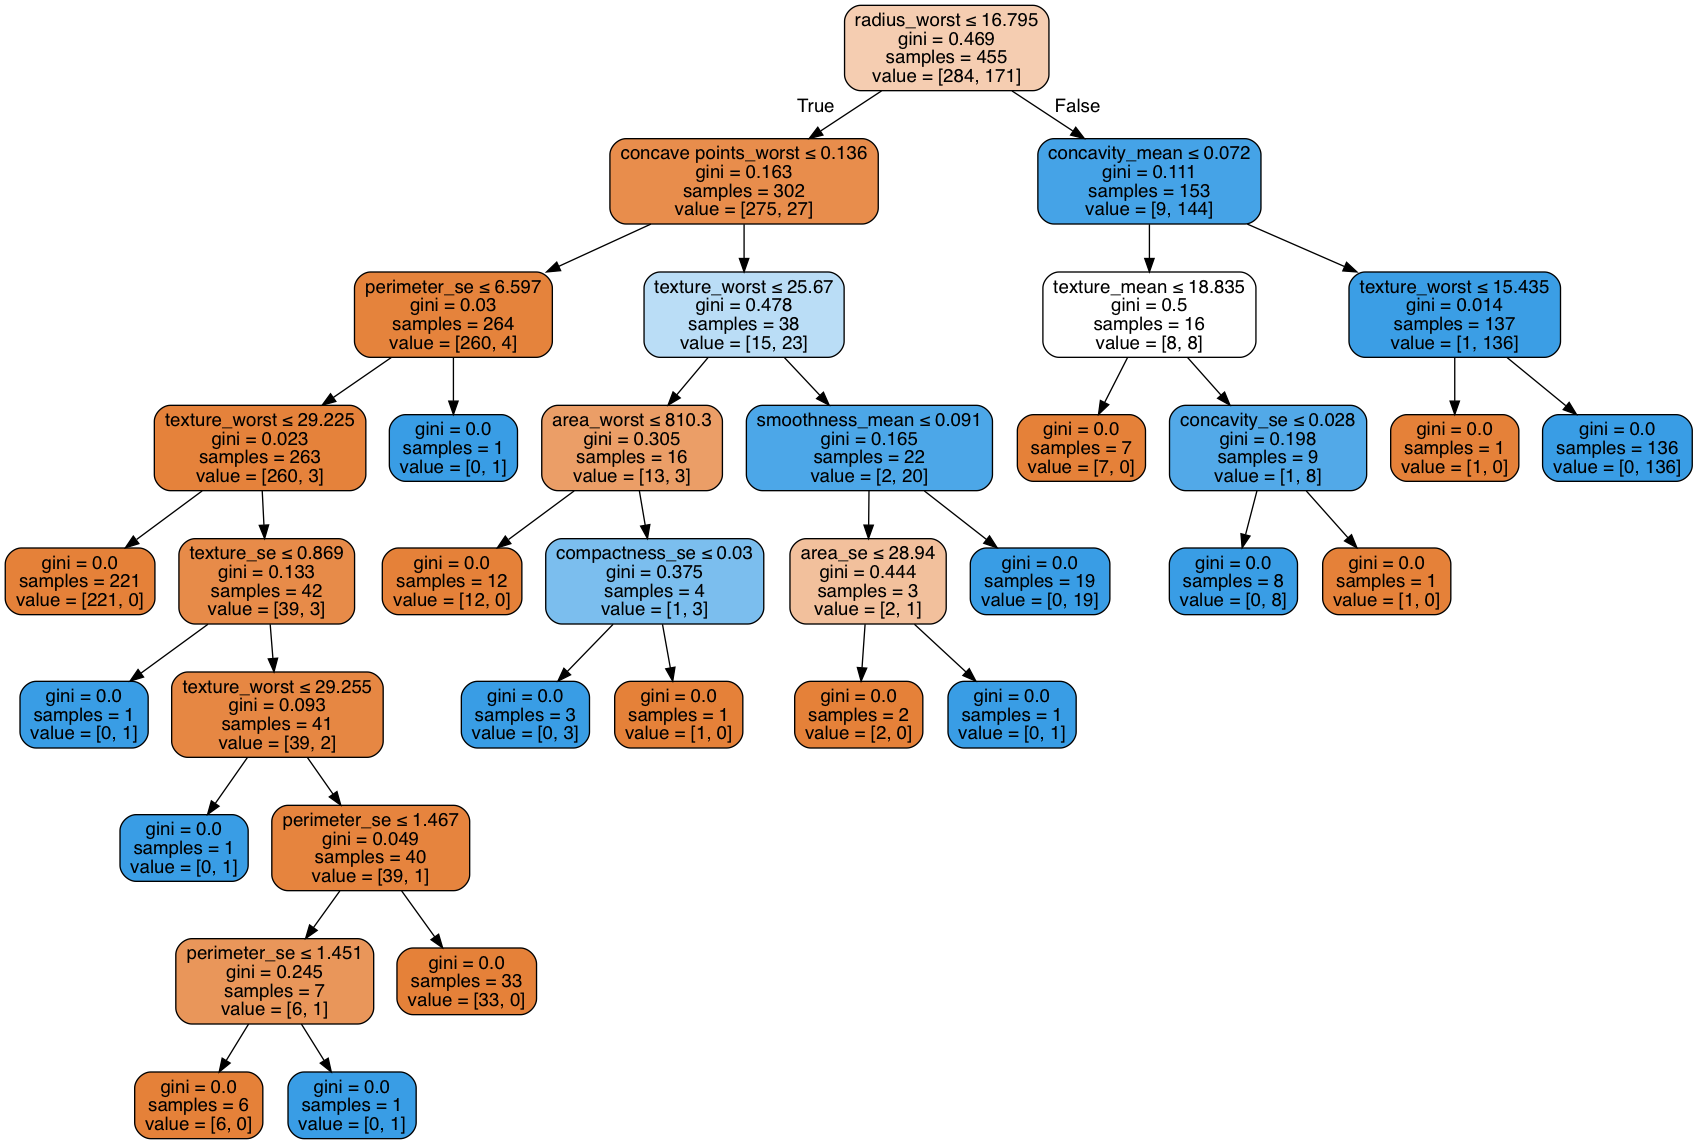 radius_worst ≤ 16.795
gini = 0.469
samples = 455
value = [284, 171]
True
False
concave points_worst ≤ 0.136
gini = 0.163
samples = 302
value = [275, 27]
concavity_mean ≤ 0.072
gini = 0.111
samples = 153
value = [9, 144]
perimeter_se ≤ 6.597
gini = 0.03
samples = 264
value = [260, 4]
texture_worst ≤ 25.67
gini = 0.478
samples = 38
value = [15, 23]
texture_mean ≤ 18.835
gini = 0.5
samples = 16
value = [8, 8]
texture_worst ≤ 15.435
gini = 0.014
samples = 137
value = [1, 136]
texture_worst ≤ 29.225
gini = 0.023
samples = 263
value = [260, 3]
gini = 0.0
samples = 1
value = [0, 1]
area_worst ≤ 810.3
gini = 0.305
samples = 16
value = [13, 3]
smoothness_mean ≤ 0.091
gini = 0.165
samples = 22
value = [2, 20]
gini = 0.0
samples = 7
value = [7, 0]
concavity_se ≤ 0.028
gini = 0.198
samples = 9
value = [1, 8]
gini = 0.0
samples = 1
value = [1, 0]
gini = 0.0
samples = 136
value = [0, 136]
gini = 0.0
samples = 221
value = [221, 0]
texture_se ≤ 0.869
gini = 0.133
samples = 42
value = [39, 3]
gini = 0.0
samples = 12
value = [12, 0]
compactness_se ≤ 0.03
gini = 0.375
samples = 4
value = [1, 3]
area_se ≤ 28.94
gini = 0.444
samples = 3
value = [2, 1]
gini = 0.0
samples = 19
value = [0, 19]
gini = 0.0
samples = 8
value = [0, 8]
gini = 0.0
samples = 1
value = [1, 0]
gini = 0.0
samples = 1
value = [0, 1]
texture_worst ≤ 29.255
gini = 0.093
samples = 41
value = [39, 2]
gini = 0.0
samples = 3
value = [0, 3]
gini = 0.0
samples = 1
value = [1, 0]
gini = 0.0
samples = 2
value = [2, 0]
gini = 0.0
samples = 1
value = [0, 1]
gini = 0.0
samples = 1
value = [0, 1]
perimeter_se ≤ 1.467
gini = 0.049
samples = 40
value = [39, 1]
perimeter_se ≤ 1.451
gini = 0.245
samples = 7
value = [6, 1]
gini = 0.0
samples = 33
value = [33, 0]
gini = 0.0
samples = 6
value = [6, 0]
gini = 0.0
samples = 1
value = [0, 1]